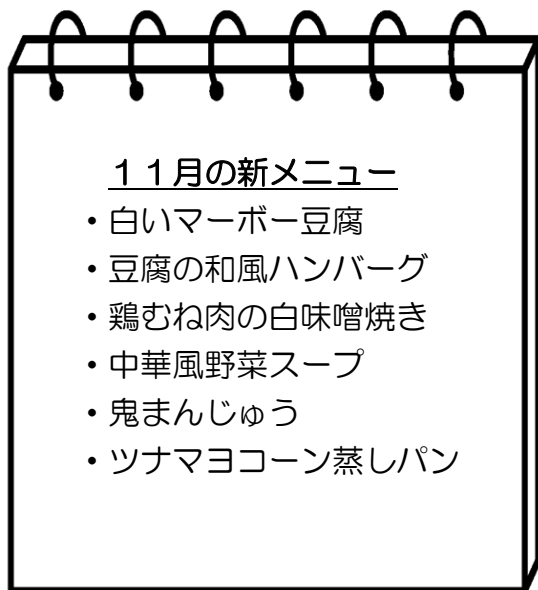 １１月の新メニュー
・白いマーボー豆腐
・豆腐の和風ハンバーグ
・鶏むね肉の白味噌焼き
・中華風野菜スープ
・鬼まんじゅう
・ツナマヨコーン蒸しパン